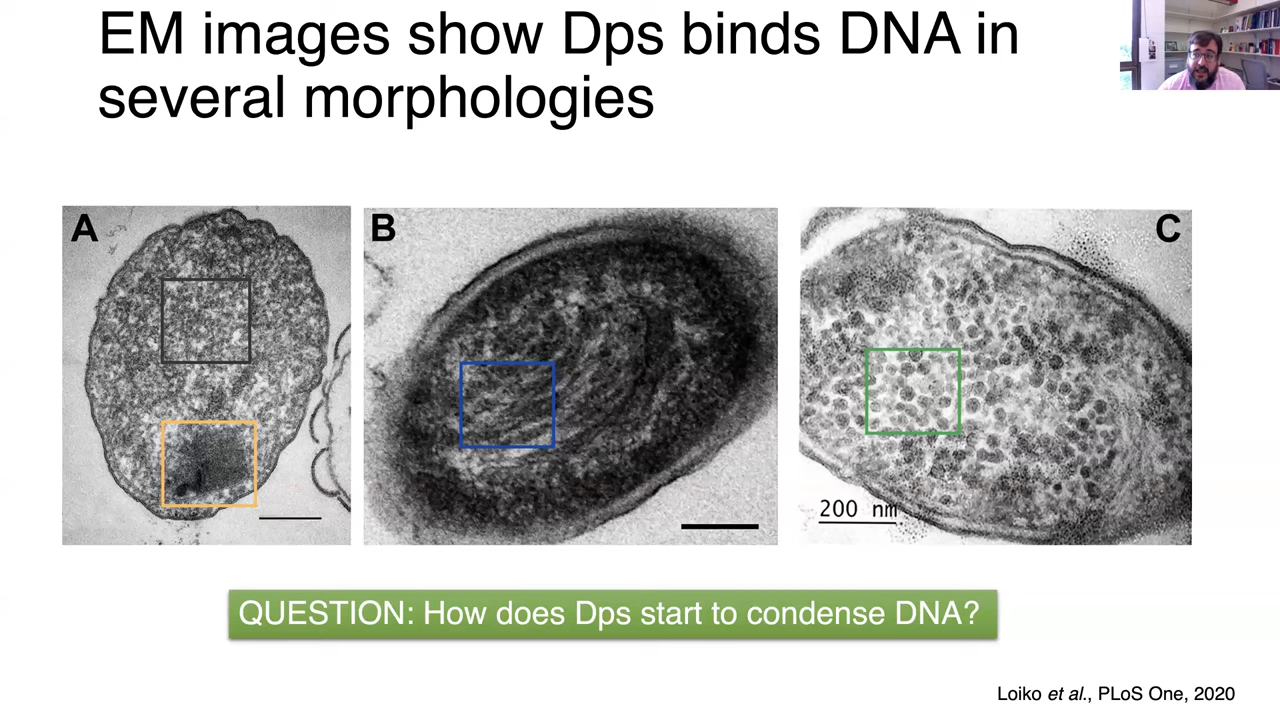 EM images show Dps binds DNA in
several morphologies
A
B
C
200 nm
QUESTION: How does Dps start to condense DNA?
Loiko et al., PLoS One, 2020